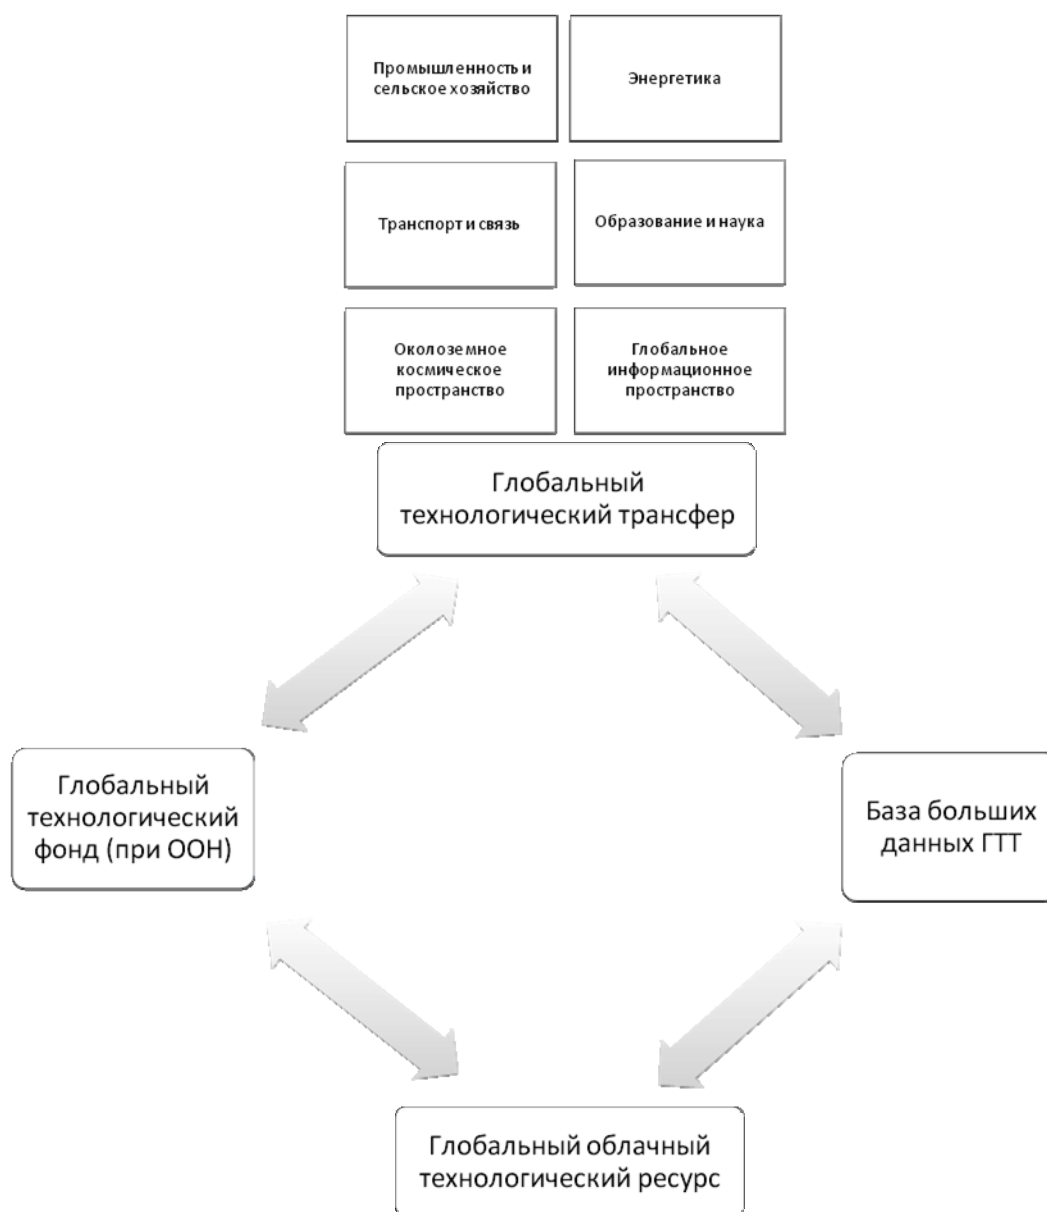 Промышленность и
сельское хозяйство
Энергетика
Транспорт и связь
Образование и наука
Околоземное
космическое
пространство
Глобальное
информационное
пространство
Глобальный
технологический трансфер
Глобальный
технологический
фонд (при ООН)
База больших
данных ГТТ
Глобальный облачный
технологический ресурс